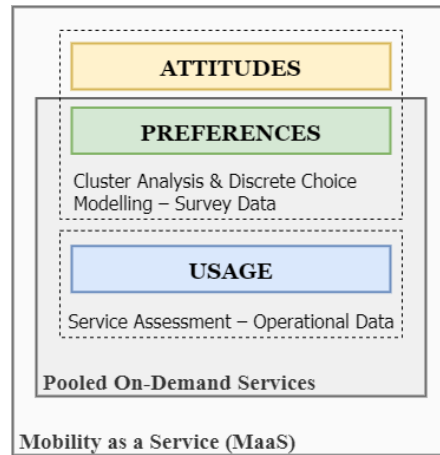 ATTITUDES
PREFERENCES
Cluster Analysis & Discrete Choice
Modelling – Survey Data
USAGE
Service Assessment – Operational Data
Pooled On-Demand Services
Mobility as a Service (MaaS)